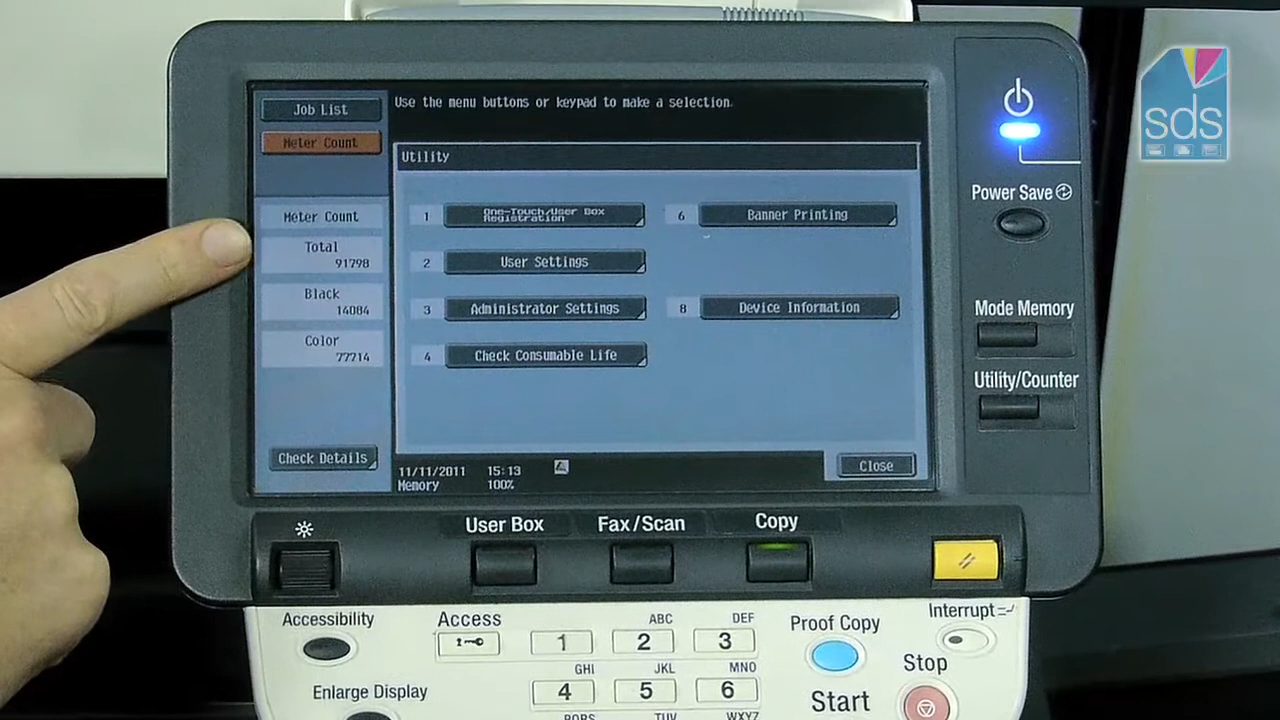 Job List
Meter Count
Use the menu buttons or keypad to make a selection.
Utility
Meter Count
Total
91798
Black
14084
Color
77714
Check Details
1 One-Touch/User Box
Registration
2 User Settings
3 Administrator Settings
4 Check Consumable Life
6 Banner Printing
8 Device Information
11/11/2011 15:13
Memory 100%
Close
sds
Power Save
Mode Memory
Utility/Counter
User Box
Fax/Scan
Copy
Accessibility
Access
Enlarge Display
1
ABC
2
DEF
3
GHI
4
JKL
5
MNO
6
PQRS
TUV
WXYZ
Proof Copy
Interrupt
Stop
Start